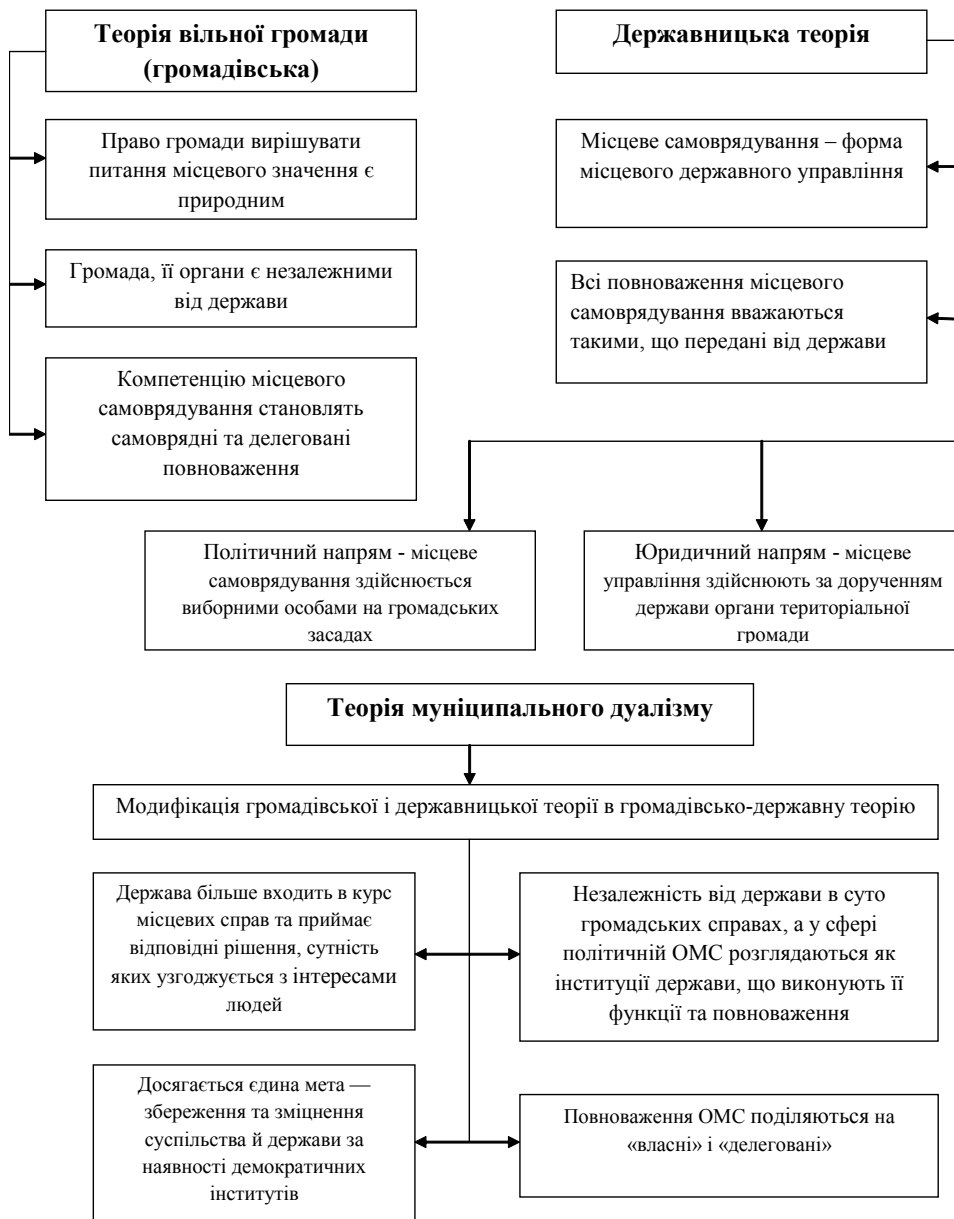 Теорія вільної громади
(громадівська)
Право громади вирішувати
питання місцевого значення є
природним
Громада, її органи є незалежними
від держави
Компетенцію місцевого
самоврядування становлять
самоврядні та делеговані
повноваження
Державницька теорія
Місцеве самоврядування – форма
місцевого державного управління
Всі повноваження місцевого
самоврядування вважаються
такими, що передані від держави
Політичний напрям - місцеве
самоврядування здійснюється
виборними особами на громадських
засадах
Юридичний напрям - місцеве
управління здійснюють за дорученням
держави органи територіальної
громади
Теорія муніципального дуалізму
Модифікація громадівської і державницької теорії в громадівсько-державну теорію
Держава більше входить в курс
місцевих справ та приймає
відповідні рішення, сутність
яких узгоджується з інтересами
людей
Незалежність від держави в суто
громадських справах, а у сфері
політичній ОМС розглядаються як
інституції держави, що виконують її
функції та повноваження
Досягається єдина мета —
збереження та зміцнення
суспільства й держави за
наявності демократичних
інститутів
Повноваження ОМС поділяються на
«власні» і «делеговані»